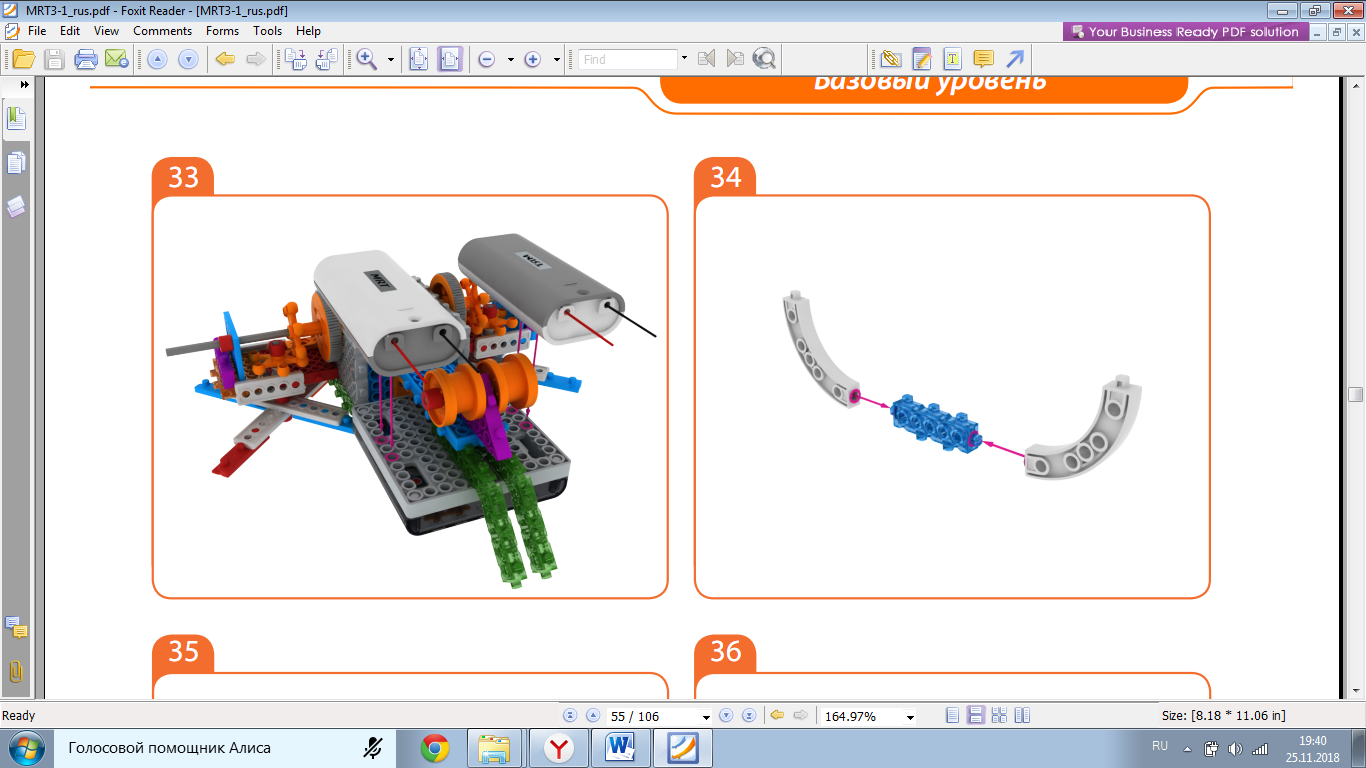 MRT3-1_rus.pdf - Foxit Reader - [MRT3-1_rus.pdf]
File Edit View Comments Forms Tools Help
Your Business Ready PDF solution
Find
Базовый уровень
33
34
MRT
MRT
35
36
Ready
55 / 106
164.97%
Size: [8.18 * 11.06 in]
Голосовой помощник Алиса
RU
19:40
25.11.2018